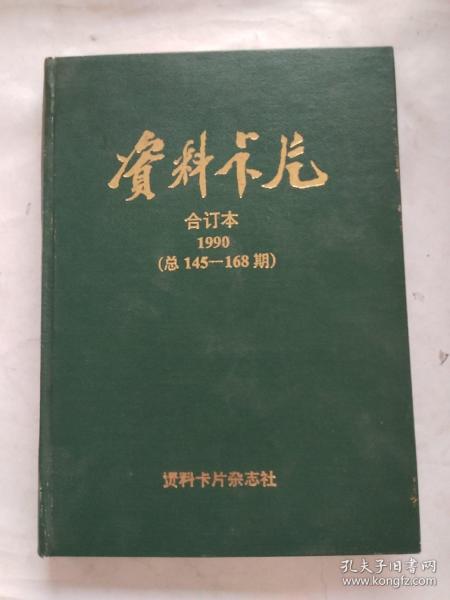 资料卡片
合订本
1990
(总145—168期)
资料卡片杂志社
孔夫子旧书网
www.kongfz.com